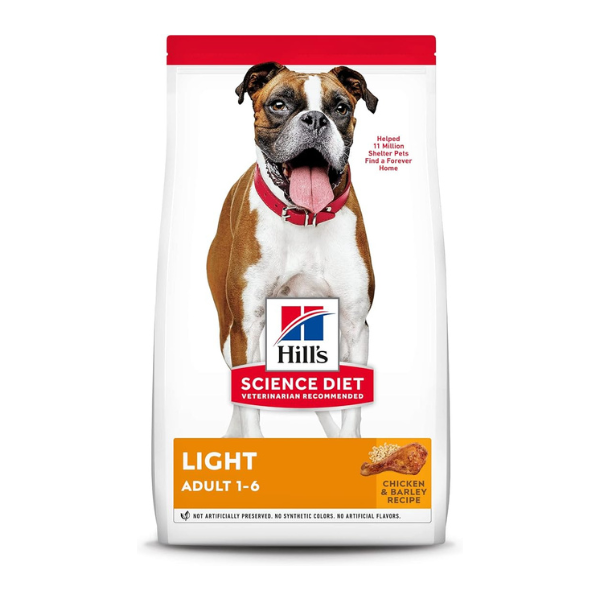 Helped
11 Million
Shelter Pets
Find a Forever
Home
Hill's
SCIENCE DIET
VETERINARIAN RECOMMENDED
LIGHT
ADULT 1-6
CHICKEN
& BARLEY
RECIPE
NOT ARTIFICIALLY PRESERVED. NO SYNTHETIC COLORS. NO ARTIFICIAL FLAVORS.